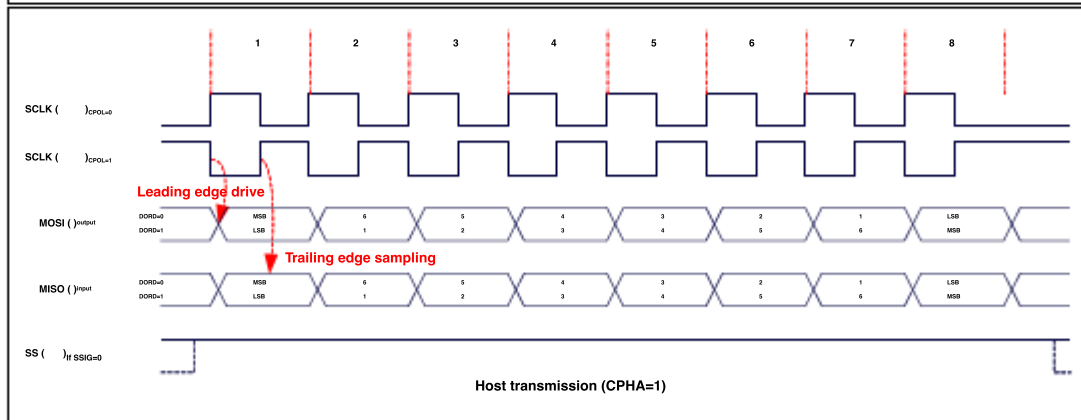 1 2 3 4 5 6 7 8
SCLK ( )CPOL=0
SCLK ( )CPOL=1
Leading edge drive
MOSI ( )output
DORD=0 MSB 6 5 4 3 2 1 LSB
DORD=1 LSB 1 2 3 4 5 6 MSB
Trailing edge sampling
MISO ( )input
DORD=0 MSB 6 5 4 3 2 1 LSB
DORD=1 LSB 1 2 3 4 5 6 MSB
SS ( )If SSIG=0
Host transmission (CPHA=1)